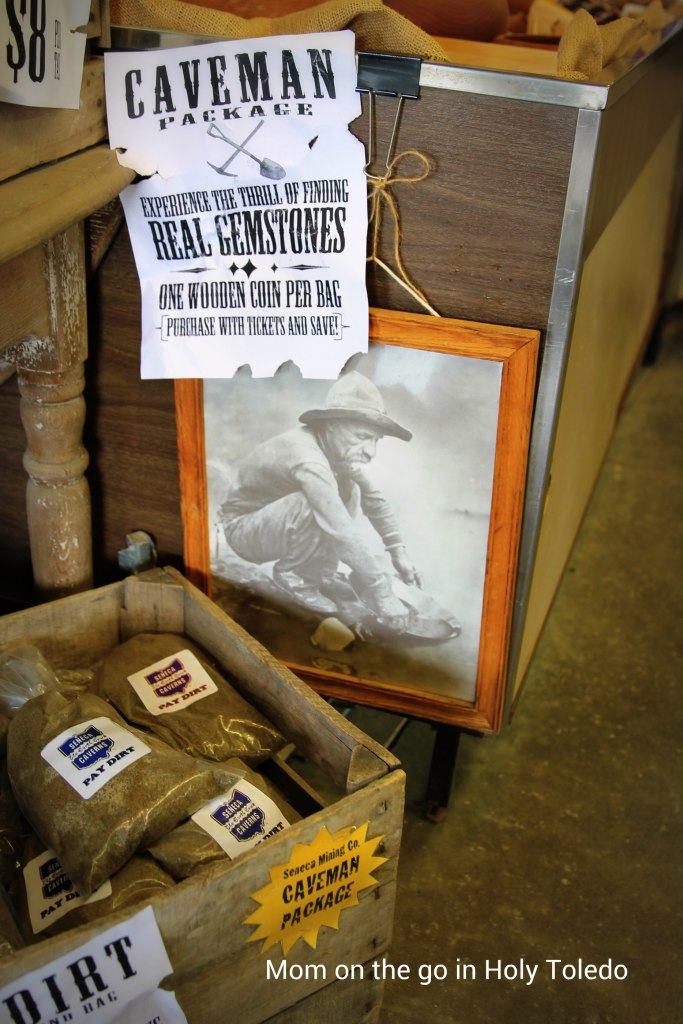 $8
CAVEMAN
PACKAGE
EXPERIENCE THE THRILL OF FINDING
REAL GEMSTONES
ONE WOODEN COIN PER BAG
PURCHASE WITH TICKETS AND SAVE!
SENECA
CAVERNS
PAY DIRT
SENECA
CAVERNS
PAY DIRT
SENECA
CAVERNS
PAY DIRT
Seneca Mining Co.
CAVEMAN
PACKAGE
DIRT
BAG
Mom on the go in Holy Toledo